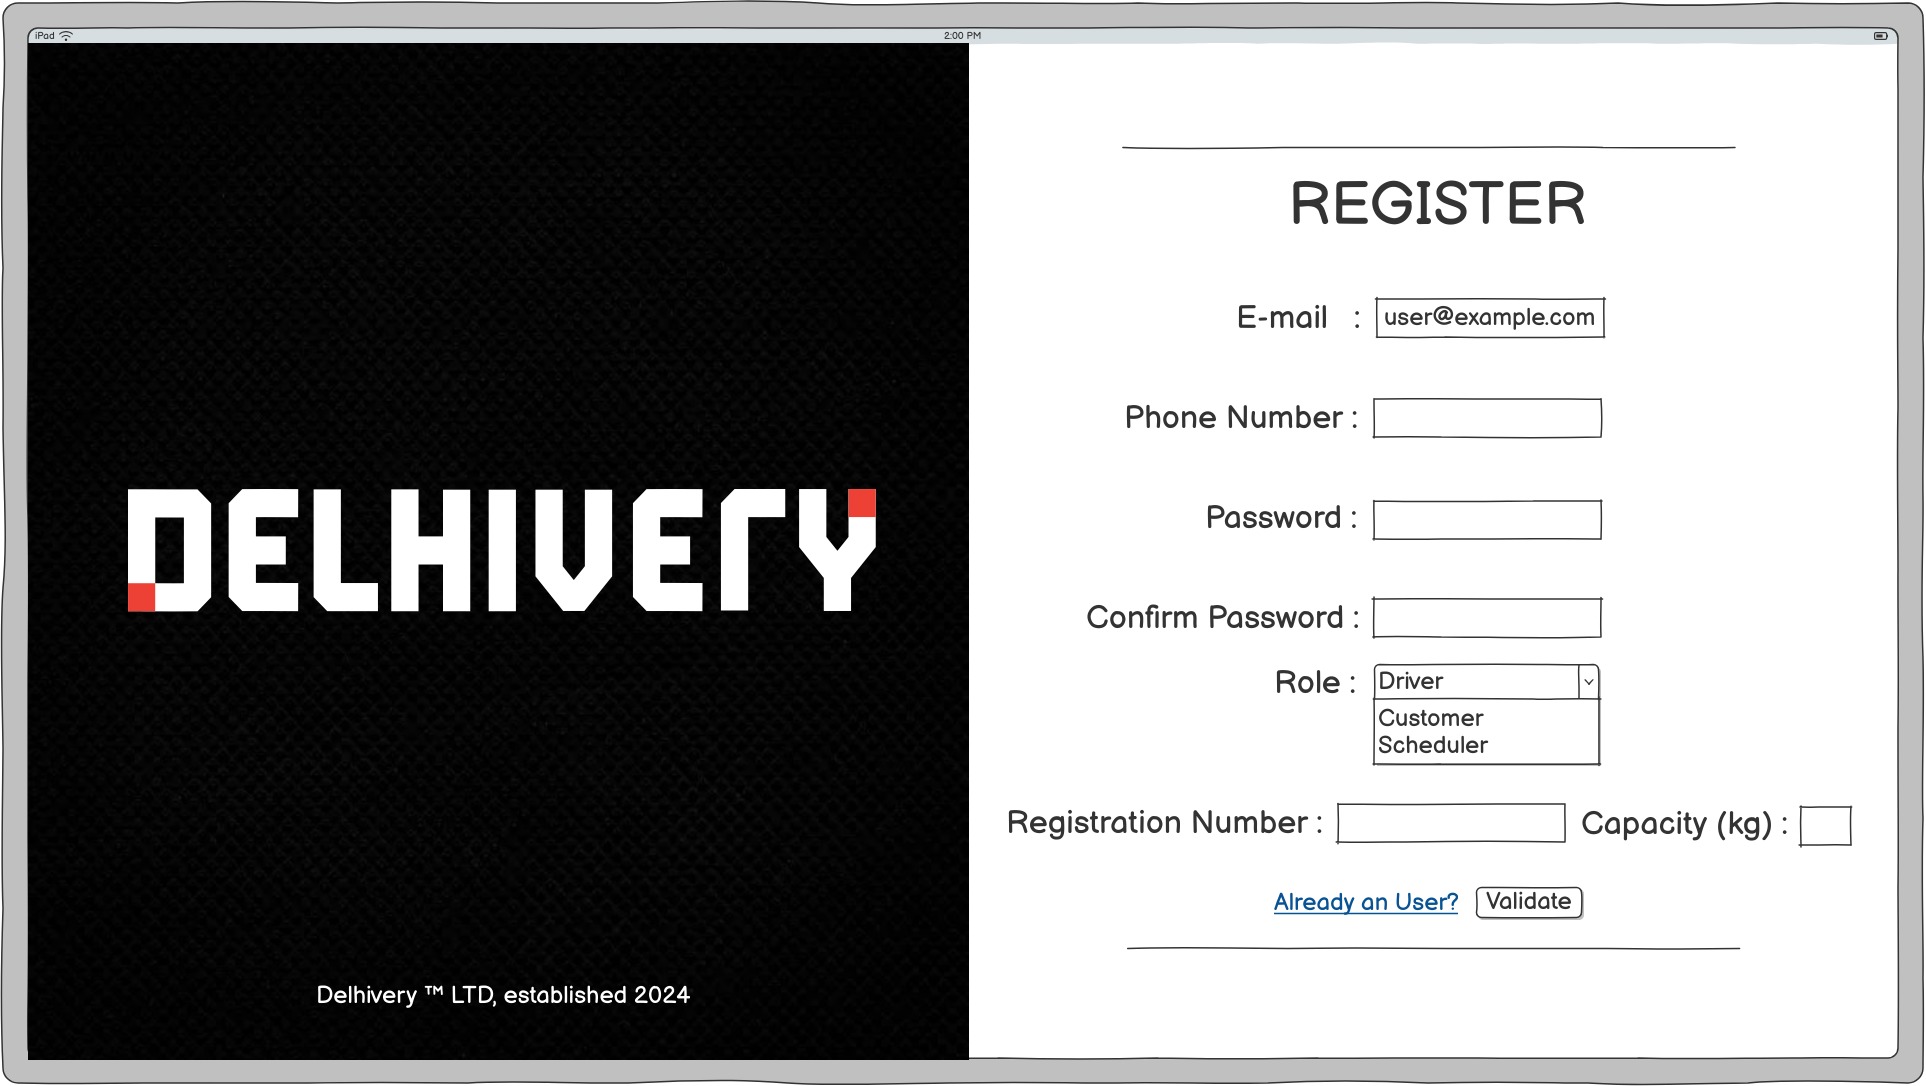 iPad
2:00 PM
DELHIVERY
Delhivery ™ LTD, established 2024
REGISTER
E-mail : user@example.com
Phone Number :
Password :
Confirm Password :
Role : Driver
Customer
Scheduler
Registration Number : Capacity (kg) :
Already an User? Validate